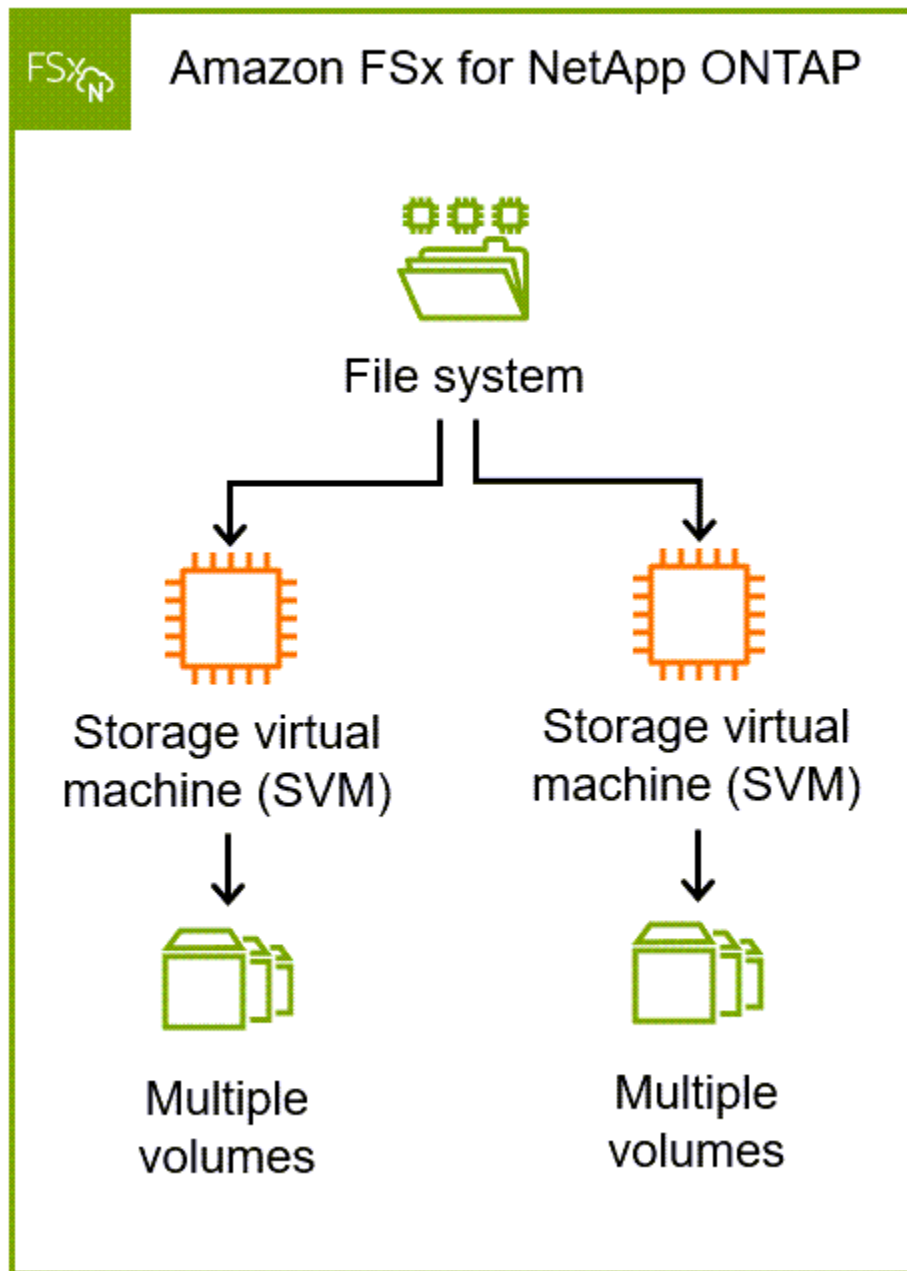 FSx
N
Amazon FSx for NetApp ONTAP
File system
Storage virtual
machine (SVM)
Storage virtual
machine (SVM)
Multiple
volumes
Multiple
volumes